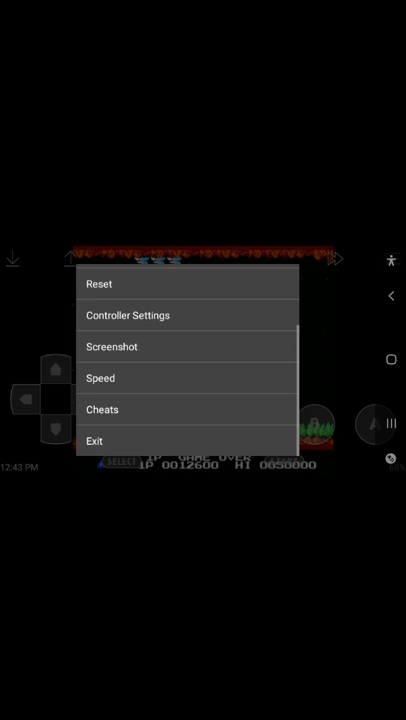 Reset
Controller Settings
Screenshot
Speed
Cheats
Exit
B
A
12:43 PM
SELECT
1P GAME OVER
1P 0012600 HI 0050000